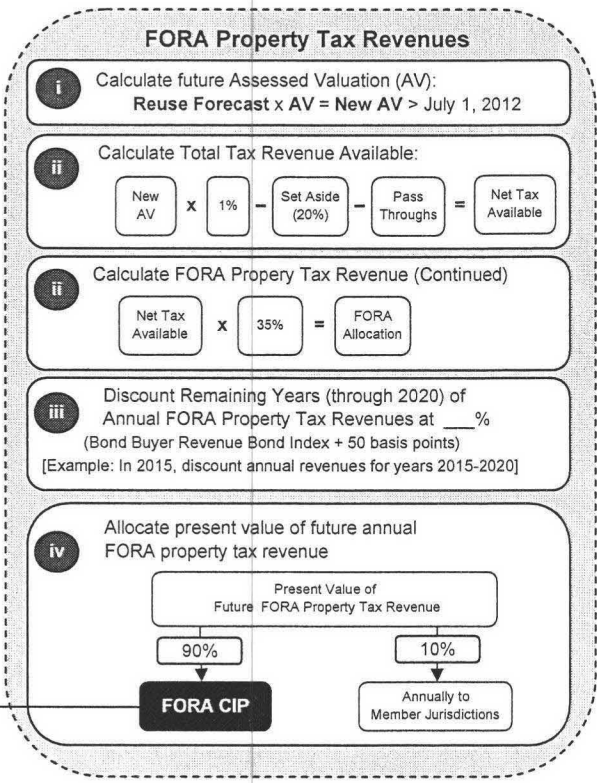 FORA Property Tax Revenues
i
Calculate future Assessed Valuation (AV):
Reuse Forecast x AV = New AV > July 1, 2012
ii
Calculate Total Tax Revenue Available:
New AV x 1% – Set Aside (20%) – Pass Throughs = Net Tax Available
ii
Calculate FORA Propery Tax Revenue (Continued)
Net Tax Available x 35% = FORA Allocation
iii
Discount Remaining Years (through 2020) of
Annual FORA Property Tax Revenues at ___%
(Bond Buyer Revenue Bond Index + 50 basis points)
[Example: In 2015, discount annual revenues for years 2015-2020]
iv
Allocate present value of future annual
FORA property tax revenue
Present Value of
Future FORA Property Tax Revenue
90%
10%
FORA CIP
Annually to
Member Jurisdictions